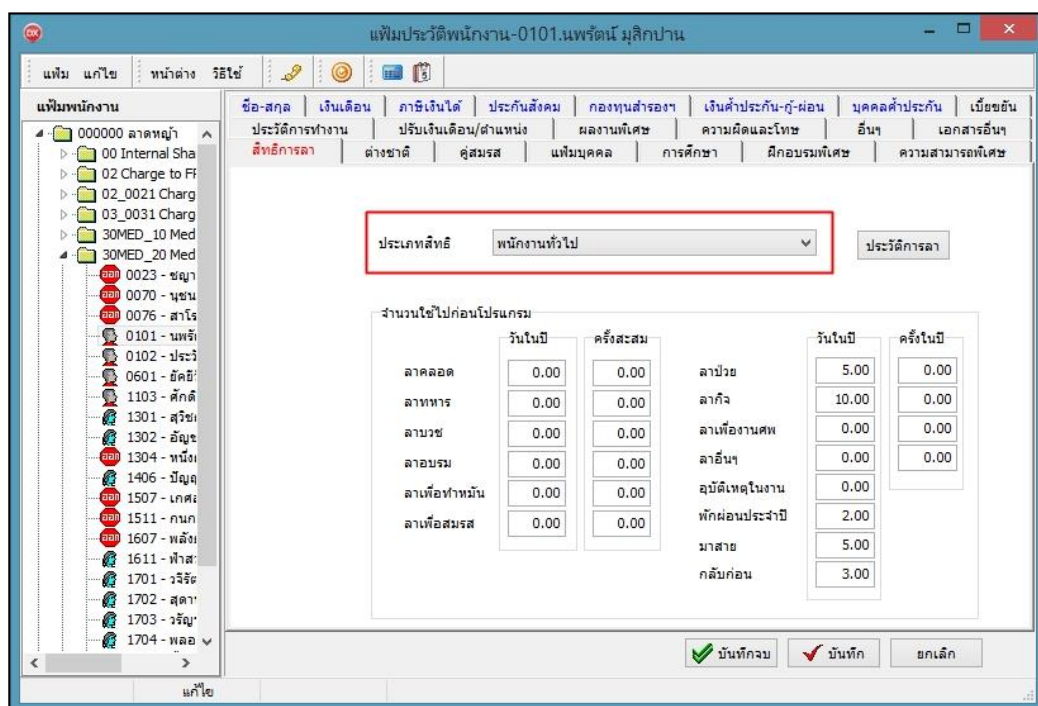 แฟ้มประวัติพนักงาน-0101.นพรัตน์ มุสิกปาน
แฟ้ม แก้ไข หน้าต่าง วิธีใช้
แฟ้มพนักงาน
000000 ลาดหญ้า
00 Internal Sha
02 Charge to FF
02_0021 Charg
03_0031 Charg
30MED_10 Med
30MED_20 Med
ออก 0023 - ชญา
ออก 0070 - นุชน
ออก 0076 - สาโร
0101 - นพรั
0102 - ประวิ
0601 - ยัคยี
1103 - ศักดิ
1301 - สุวิช
1302 - อัญช
ออก 1304 - หนึ่ง
1406 - ปัญญ
ออก 1507 - เกศ
ออก 1511 - กนก
ออก 1607 - พลัง
1611 - ฟ้าส
1701 - วจิรัต
1702 - สุดา
1703 - วรัญ
1704 - พลอ
ชื่อ-สกุล เงินเดือน ภาษีเงินได้ ประกันสังคม กองทุนสำรองฯ เงินค้ำประกัน-กู้-ผ่อน บุคคลค้ำประกัน เบี้ยขยัน
ประวัติการทำงาน ปรับเงินเดือน/ตำแหน่ง ผลงานพิเศษ ความผิดและโทษ อื่นๆ เอกสารอื่นๆ
สิทธิการลา ต่างชาติ คู่สมรส แฟ้มบุคคล การศึกษา ฝึกอบรมพิเศษ ความสามารถพิเศษ
ประเภทสิทธิ พนักงานทั่วไป ประวัติการลา
จำนวนใช้ไปก่อนโปรแกรม
วันในปี ครั้งสะสม วันในปี ครั้งในปี
ลาคลอด 0.00 0.00 ลาป่วย 5.00 0.00
ลาทหาร 0.00 0.00 ลากิจ 10.00 0.00
ลาบวช 0.00 0.00 ลาเพื่องานศพ 0.00 0.00
ลาอบรม 0.00 0.00 ลาอื่นๆ 0.00 0.00
ลาเพื่อทำหมัน 0.00 0.00 อุบัติเหตุในงาน 0.00
ลาเพื่อสมรส 0.00 0.00 พักผ่อนประจำปี 2.00
มาสาย 5.00
กลับก่อน 3.00
บันทึกจบ บันทึก ยกเลิก
แก้ไข